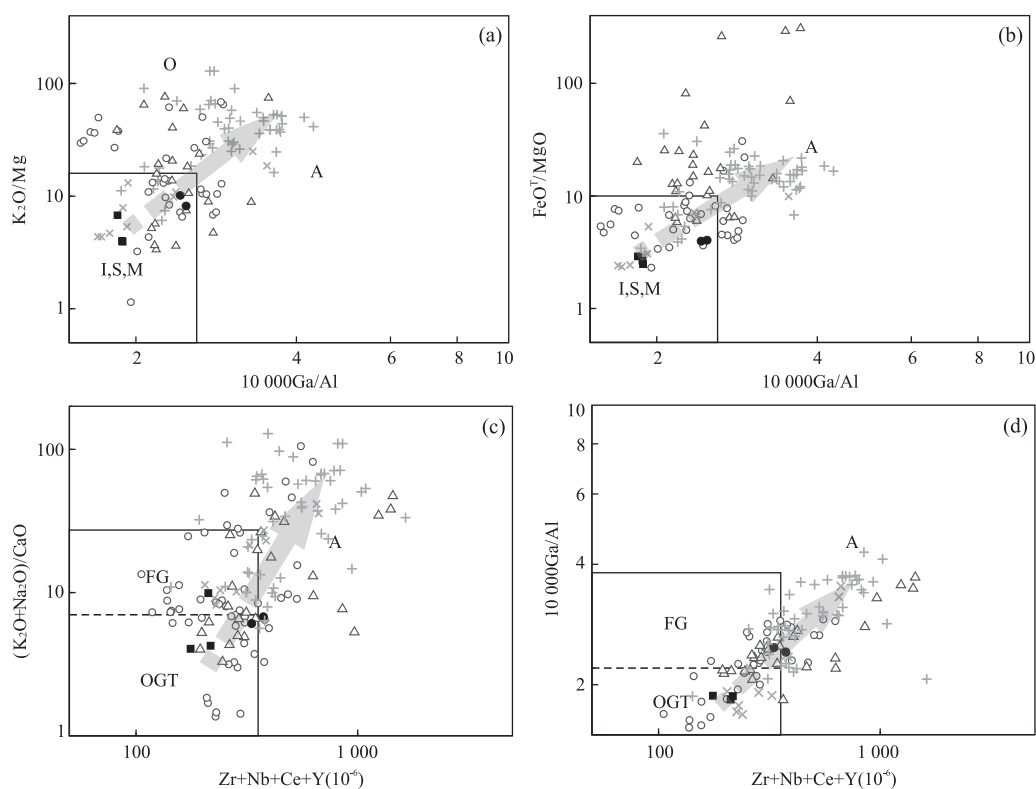 (a)
O
100
K₂O/Mg
A
10
I,S,M
1
2
4
6
8
10
10 000Ga/Al
(b)
100
FeOᵀ/MgO
A
10
I,S,M
1
2
4
6
8
10
10 000Ga/Al
(c)
100
(K₂O+Na₂O)/CaO
A
FG
10
OGT
1
100
1 000
Zr+Nb+Ce+Y(10⁻⁶)
10
(d)
8
6
10 000Ga/Al
A
4
FG
2
OGT
100
1 000
Zr+Nb+Ce+Y(10⁻⁶)